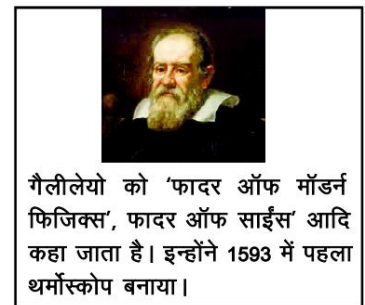 गैलीलेयो को ‘फादर ऑफ मॉडर्न
फिजिक्स’, फादर ऑफ साईंस’ आदि
कहा जाता है। इन्होंने 1593 में पहला
थर्मोस्कोप बनाया।